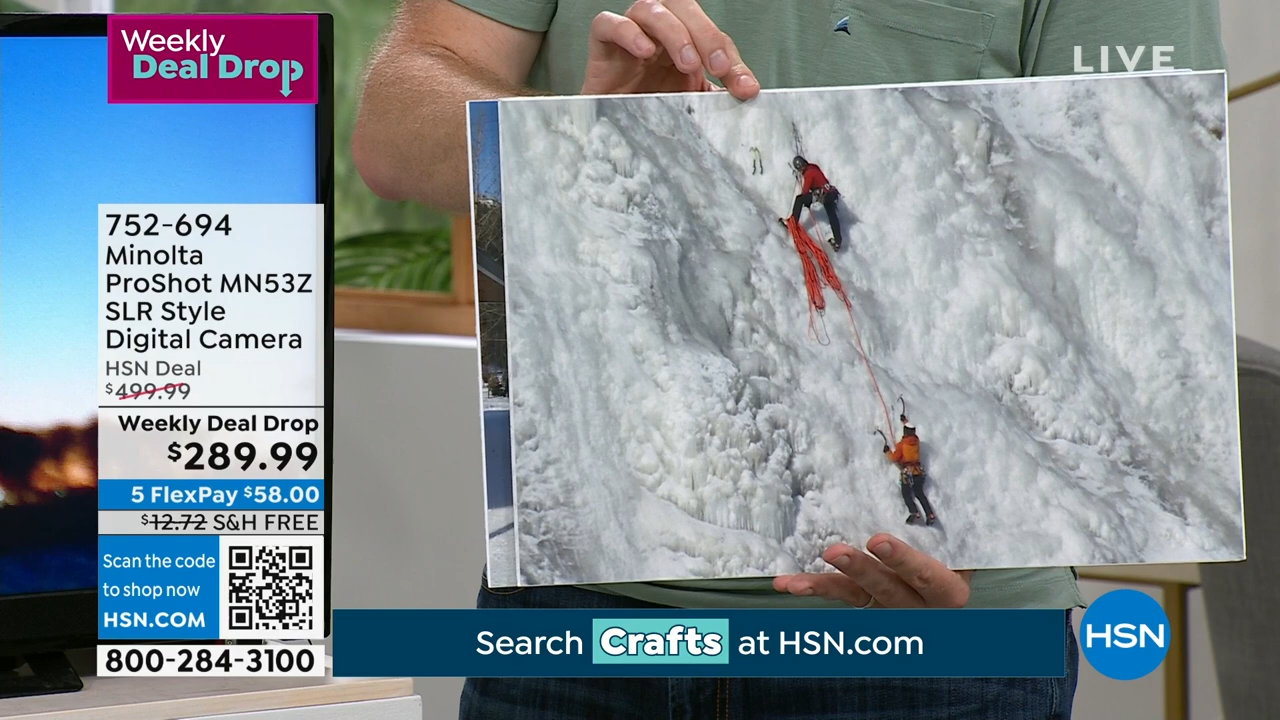 Weekly
Deal Drop
LIVE
752-694
Minolta
ProShot MN53Z
SLR Style
Digital Camera
HSN Deal
$499.99
Weekly Deal Drop
$289.99
5 FlexPay $58.00
$12.72 S&H FREE
Scan the code
to shop now
HSN.COM
800-284-3100
Search Crafts at HSN.com
HSN